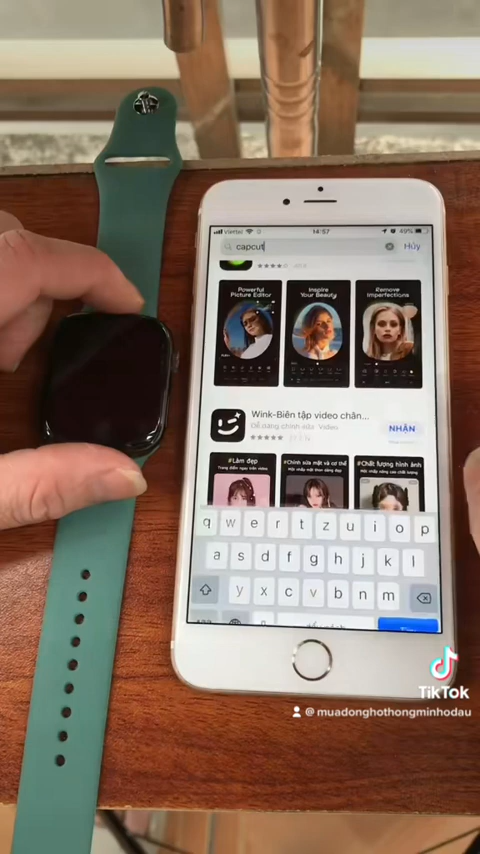 Viettel
14:57
49%
capcut
Hủy
Powerful
Picture Editor
Inspire
Your Beauty
Remove
Imperfections
Wink-Biên tập video chân...
Dễ dàng chỉnh sửa Video
NHẬN
#Làm đẹp
#Chỉnh sửa mặt và cơ thể
#Chất lượng hình ảnh
q w e r t z u i o p
a s d f g h j k l
y x c v b n m
TikTok
@muadonghothongminhodau